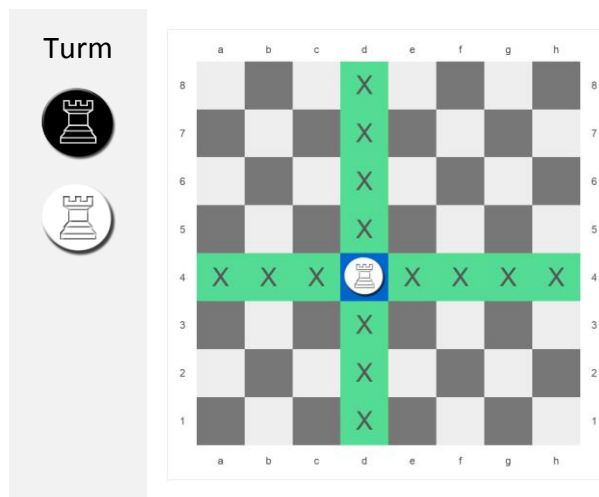 Turm
a b c d e f g h
8 X 8
7 X 7
6 X 6
5 X 5
4 X X X X X X X 4
3 X 3
2 X 2
1 X 1
a b c d e f g h